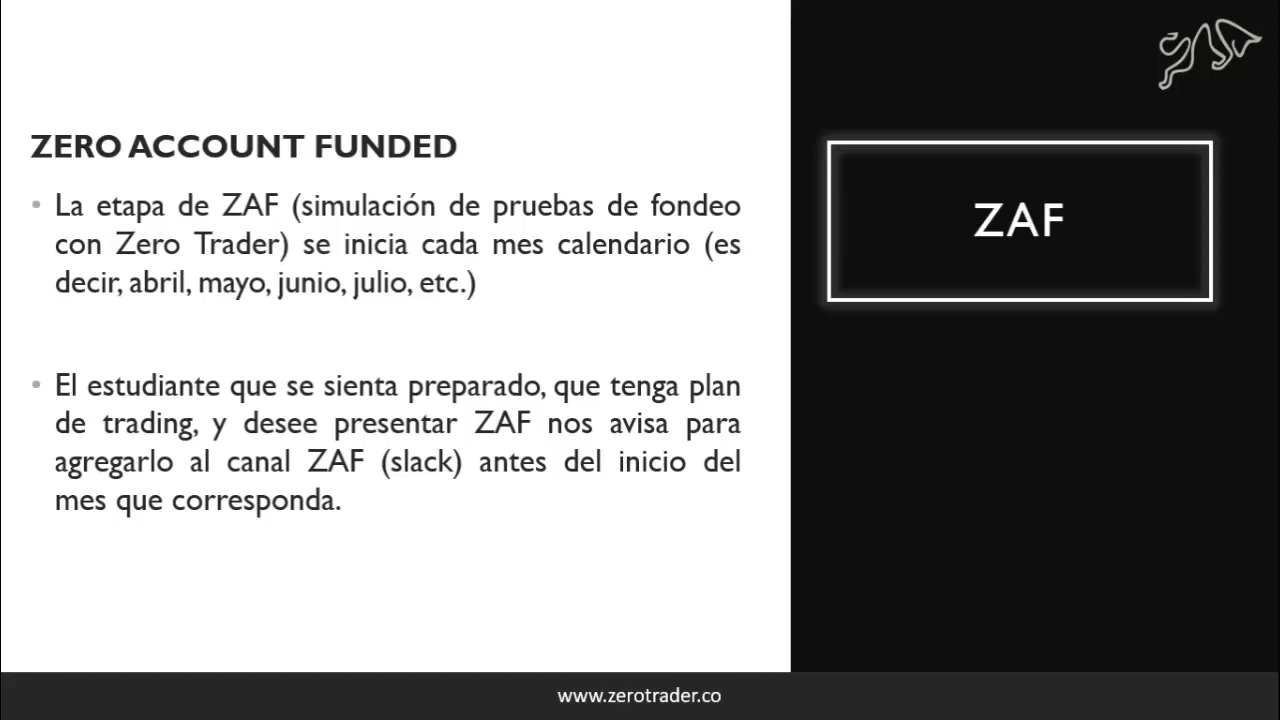 ZERO ACCOUNT FUNDED
• La etapa de ZAF (simulación de pruebas de fondeo
con Zero Trader) se inicia cada mes calendario (es
decir, abril, mayo, junio, julio, etc.)
• El estudiante que se sienta preparado, que tenga plan
de trading, y desee presentar ZAF nos avisa para
agregarlo al canal ZAF (slack) antes del inicio del
mes que corresponda.
ZAF
www.zerotrader.co